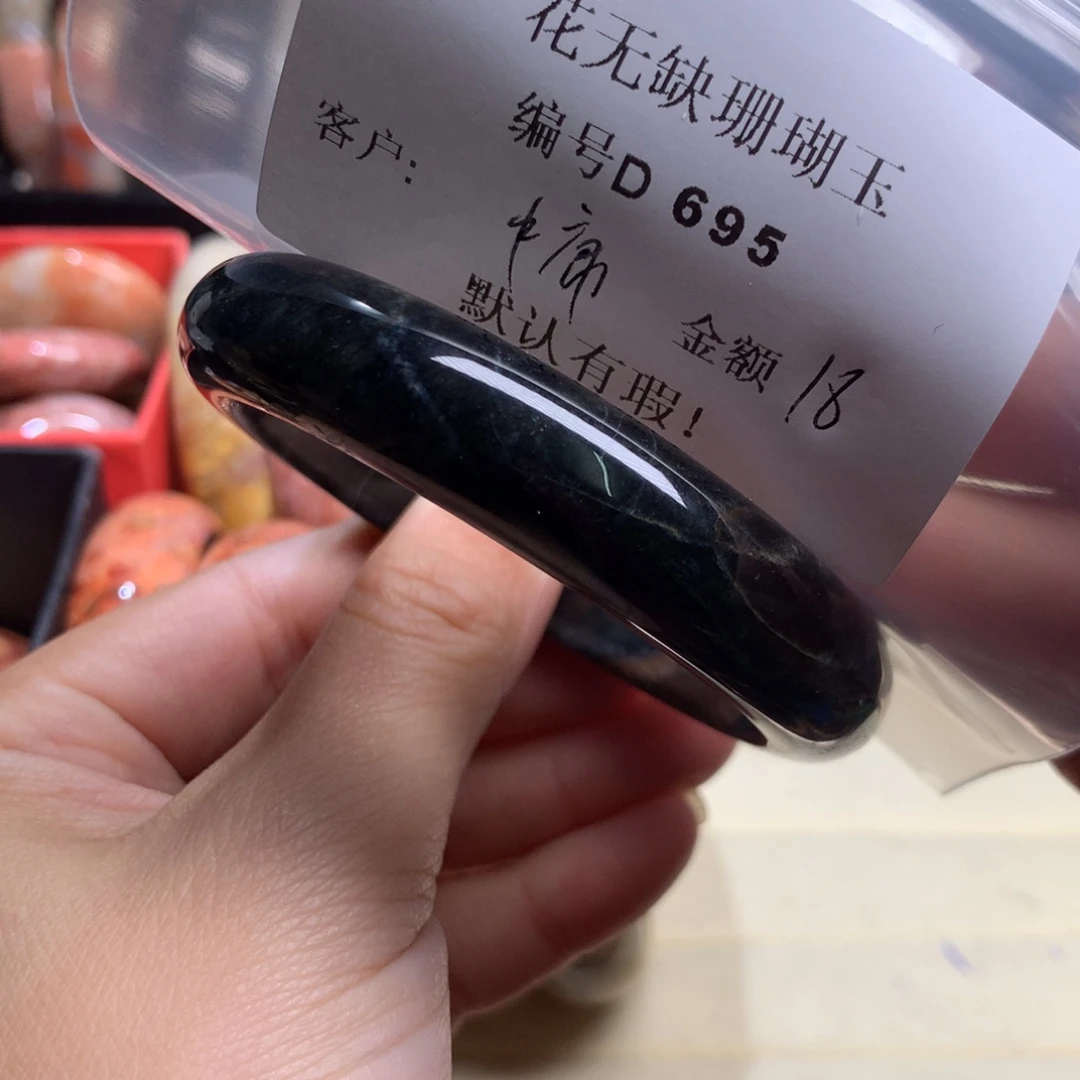 花无缺珊瑚玉
编号D 695
客户:
金额 18
默认有瑕!